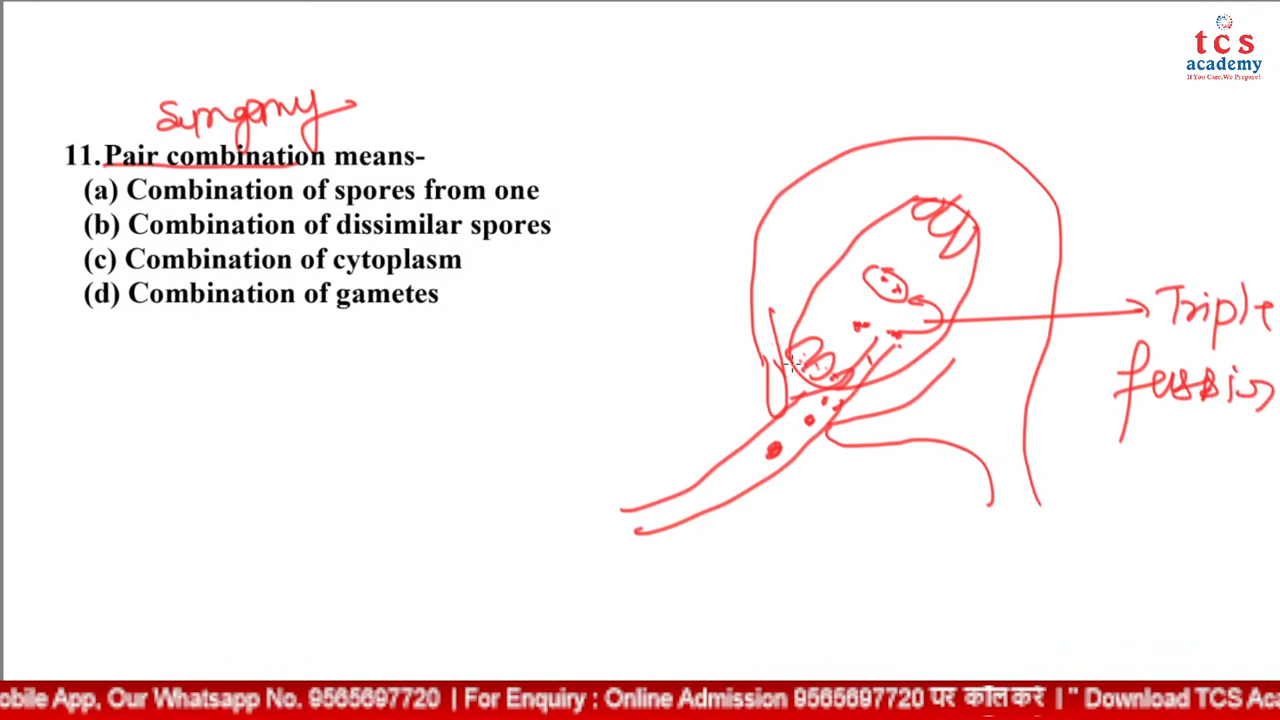 tcs
academy
If You Care, We Prepare!
Syngamy
11. Pair combination means-
(a) Combination of spores from one
(b) Combination of dissimilar spores
(c) Combination of cytoplasm
(d) Combination of gametes
Triple
fussion
obile App, Our Whatsapp No. 9565697720 | For Enquiry : Online Admission 9565697720 पर कॉल करें | " Download TCS Aca